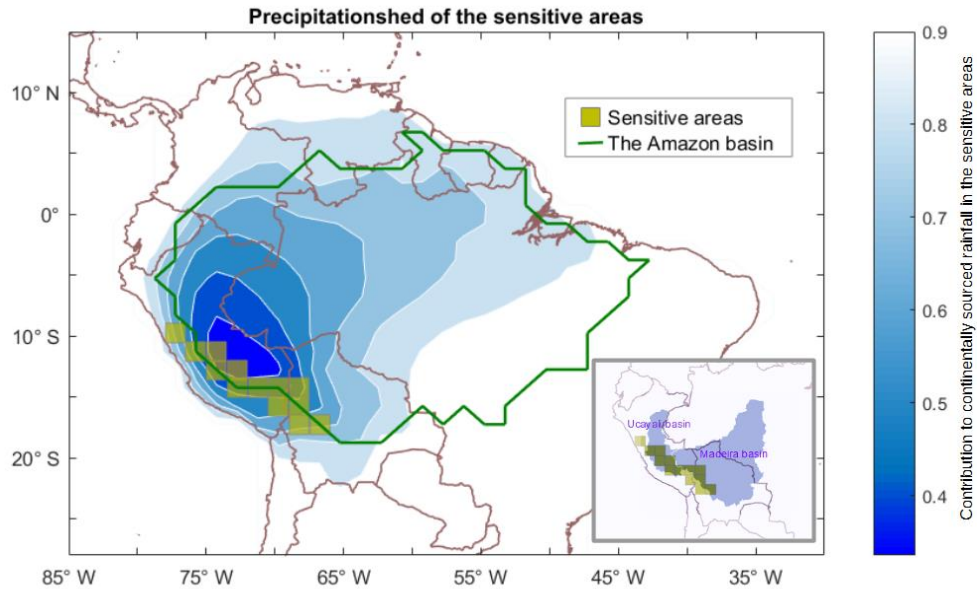 Precipitationshed of the sensitive areas
10° N
0°
10° S
20° S
85° W
75° W
65° W
55° W
45° W
35° W
Sensitive areas
The Amazon basin
Ucayali basin
Madeira basin
0.9
0.8
0.7
0.6
0.5
0.4
Contribution to continentally sourced rainfall in the sensitive areas